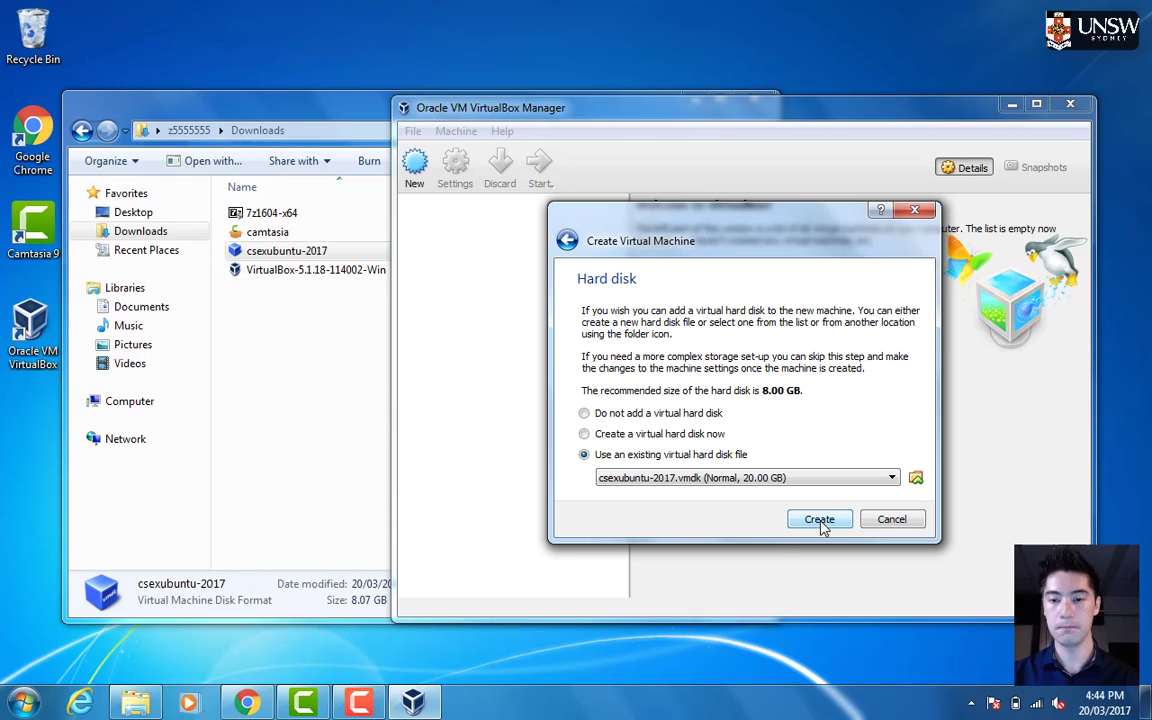 Recycle Bin
Google
Chrome
Camtasia 9
Oracle VM
VirtualBox
z5555555
Downloads
Organize
Open with...
Share with
Burn
Favorites
Desktop
Downloads
Recent Places
Libraries
Documents
Music
Pictures
Videos
Computer
Network
Name
7z1604-x64
camtasia
csexubuntu-2017
VirtualBox-5.1.18-114002-Win
csexubuntu-2017
Date modified: 20/03/20
Virtual Machine Disk Format
Size: 8.07 GB
Oracle VM VirtualBox Manager
File Machine Help
New
Settings
Discard
Start
Details
Snapshots
computer. The list is empty now
Create Virtual Machine
Hard disk
If you wish you can add a virtual hard disk to the new machine. You can either
create a new hard disk file or select one from the list or from another location
using the folder icon.
If you need a more complex storage set-up you can skip this step and make
the changes to the machine settings once the machine is created.
The recommended size of the hard disk is 8.00 GB.
Do not add a virtual hard disk
Create a virtual hard disk now
Use an existing virtual hard disk file
csexubuntu-2017.vmdk (Normal, 20.00 GB)
Create
Cancel
UNSW
SYDNEY
4:44 PM
20/03/2017